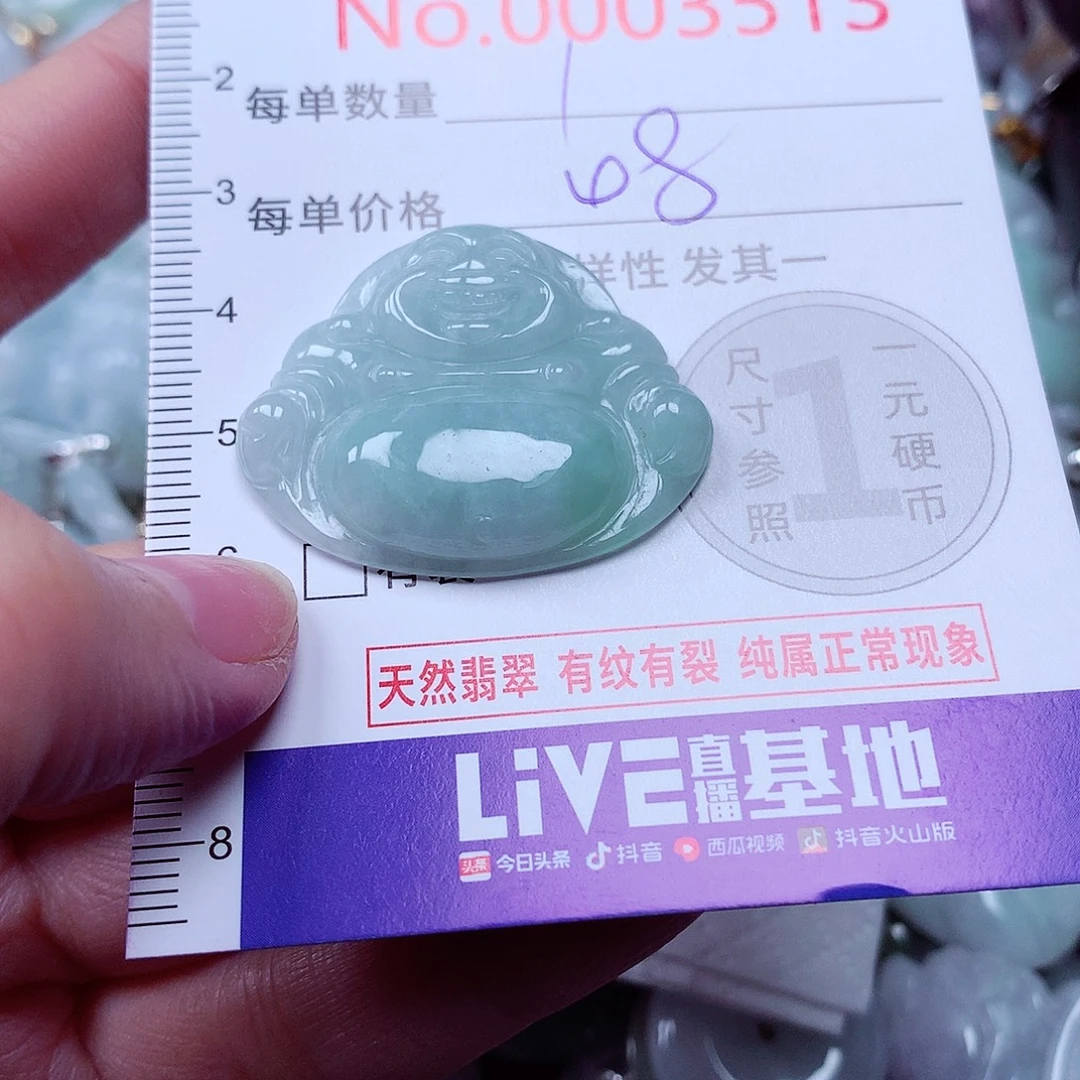 No.0003513
2
每单数量 1
3
每单价格 68
样性 发其一
4
尺寸参照
1
一元硬币
5
天然翡翠 有纹有裂 纯属正常现象
LiVE直播基地
头条 今日头条 抖音 西瓜视频 抖音火山版
8